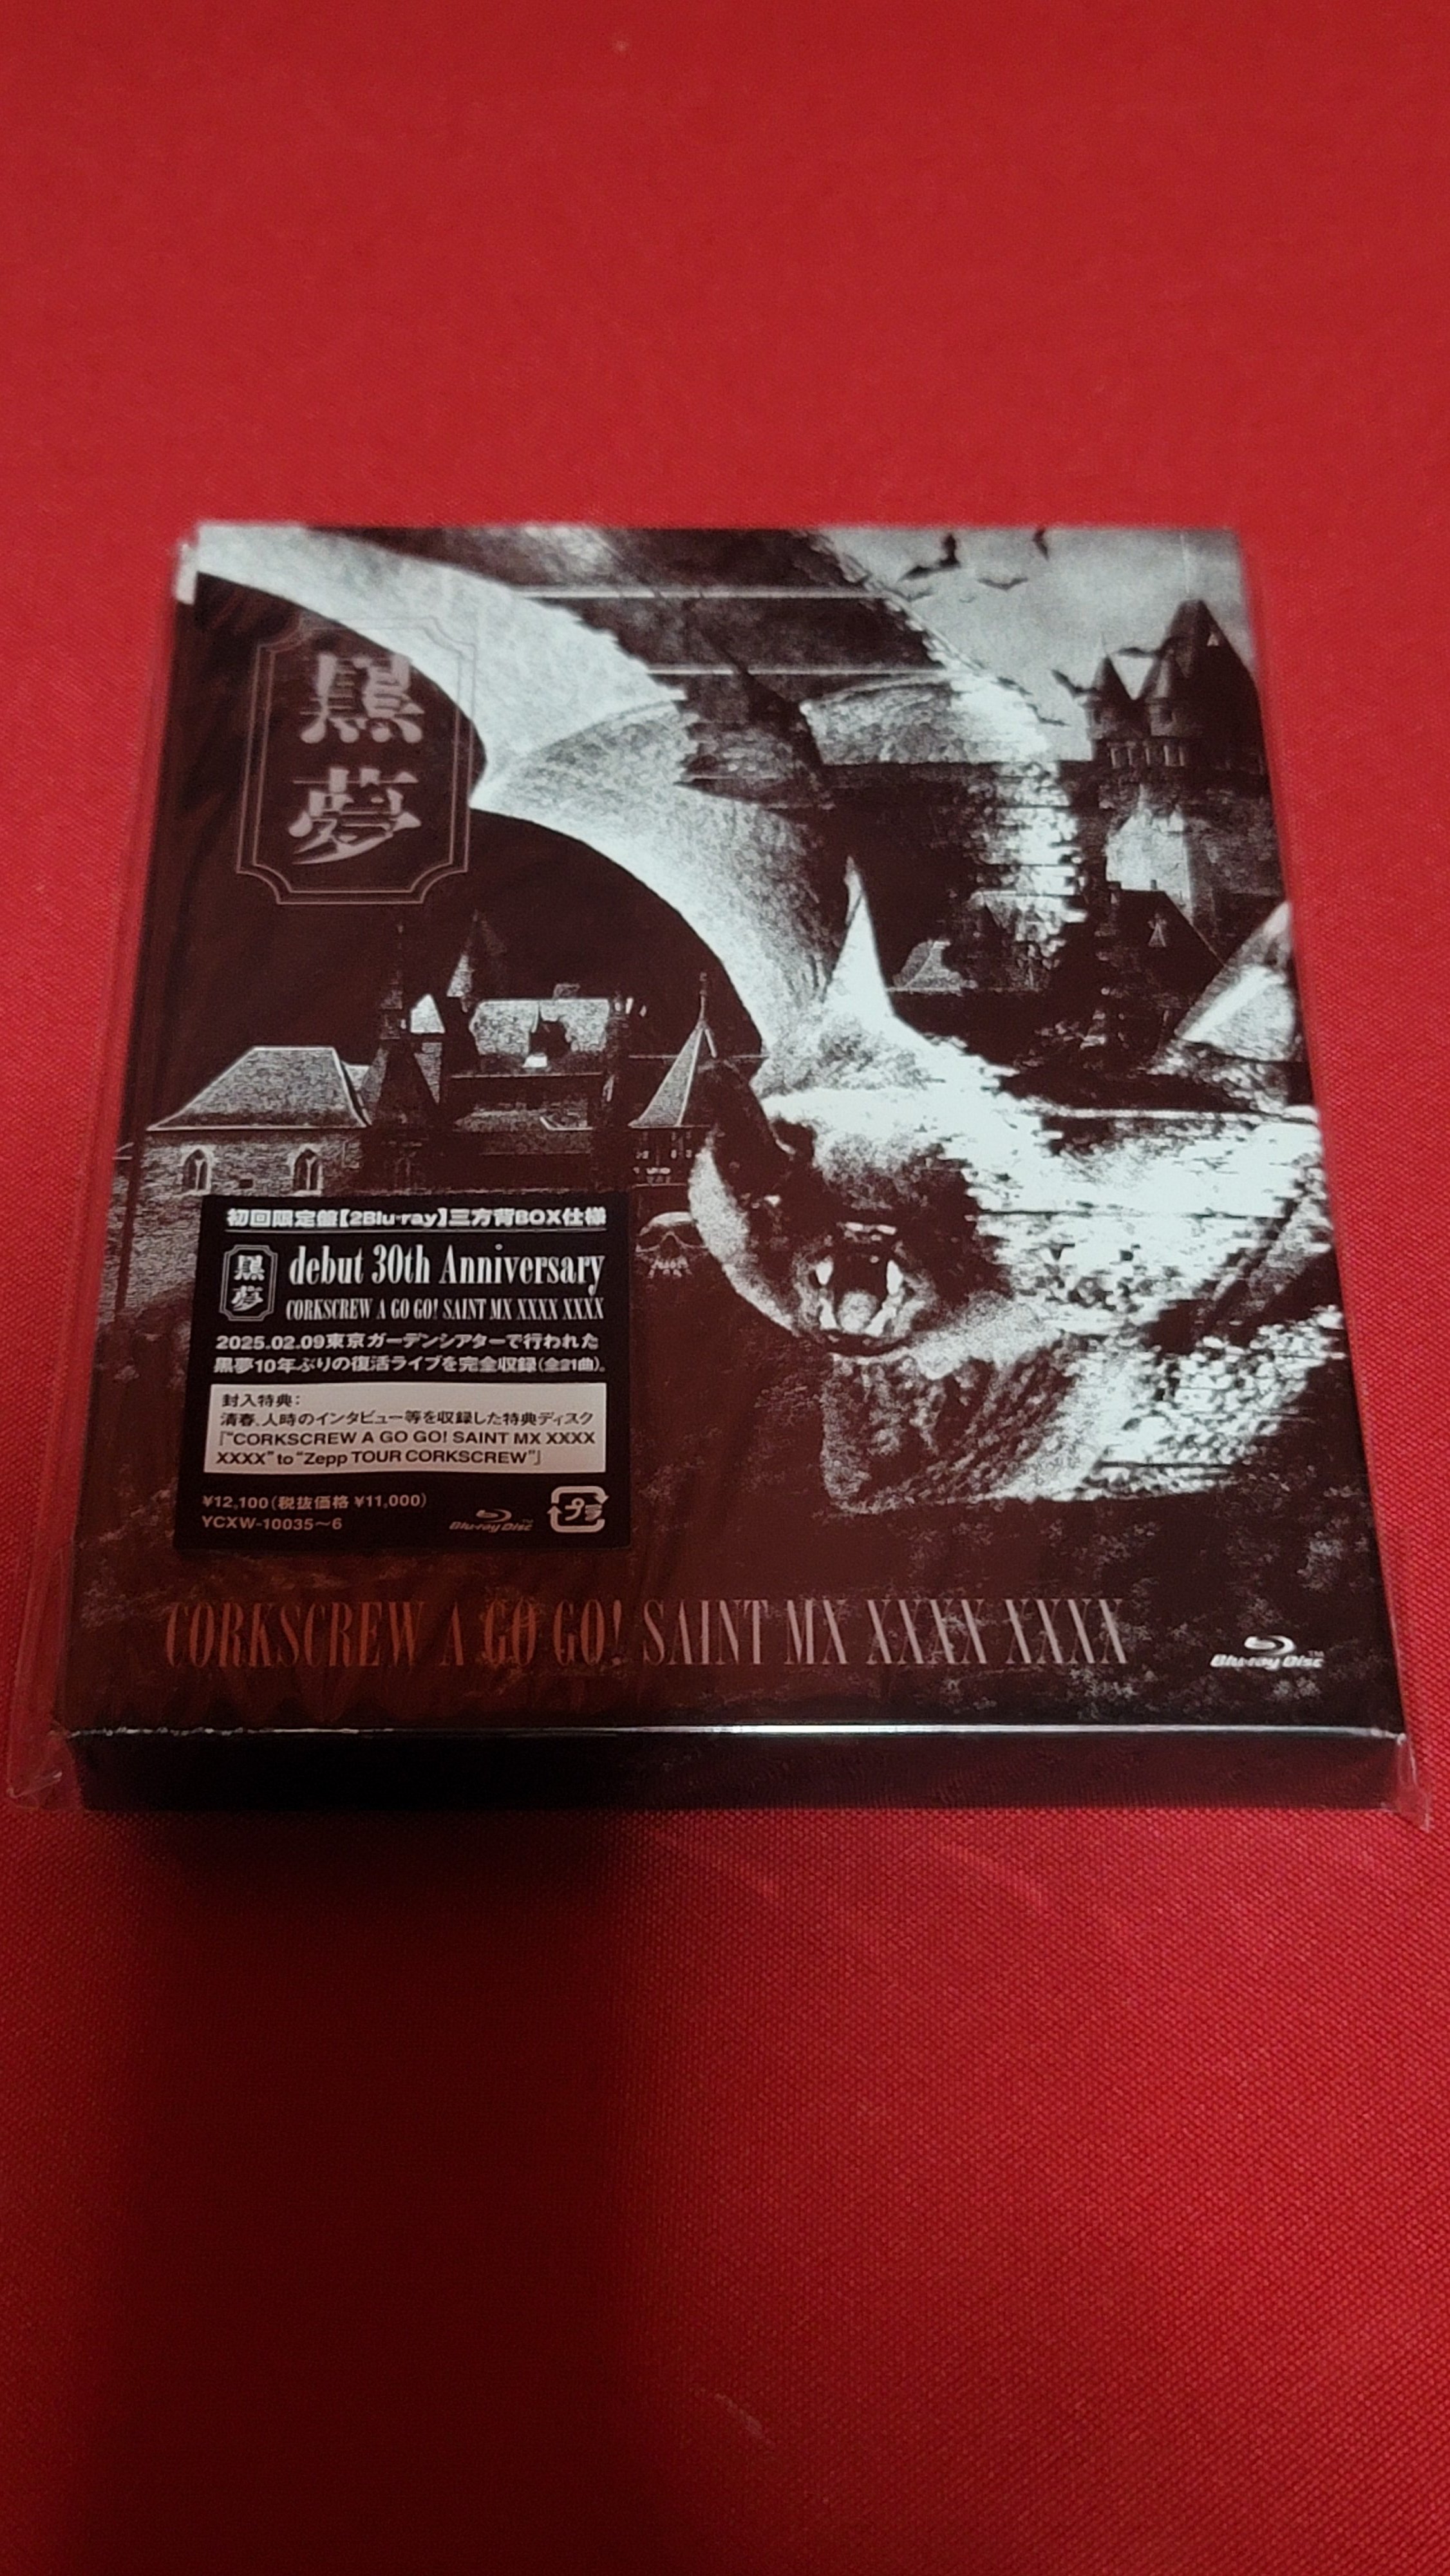 黒
夢
初回限定盤【2Blu-ray】三方背BOX仕様
黒
夢
debut 30th Anniversary
CORKSCREW A GO GO! SAINT MX XXXX XXXX
2025.02.09東京ガーデンシアターで行われた
黒夢10年ぶりの復活ライブを完全収録(全21曲)。
封入特典:
清春、人時のインタビュー等を収録した特典ディスク
『"CORKSCREW A GO GO! SAINT MX XXXX
XXXX" to "Zepp TOUR CORKSCREW"』
¥12,100(税抜価格 ¥11,000)
YCXW-10035〜6
Blu-ray Disc™
プラ
CORKSCREW A GO GO! SAINT MX XXXX XXXX
Blu-ray Disc™